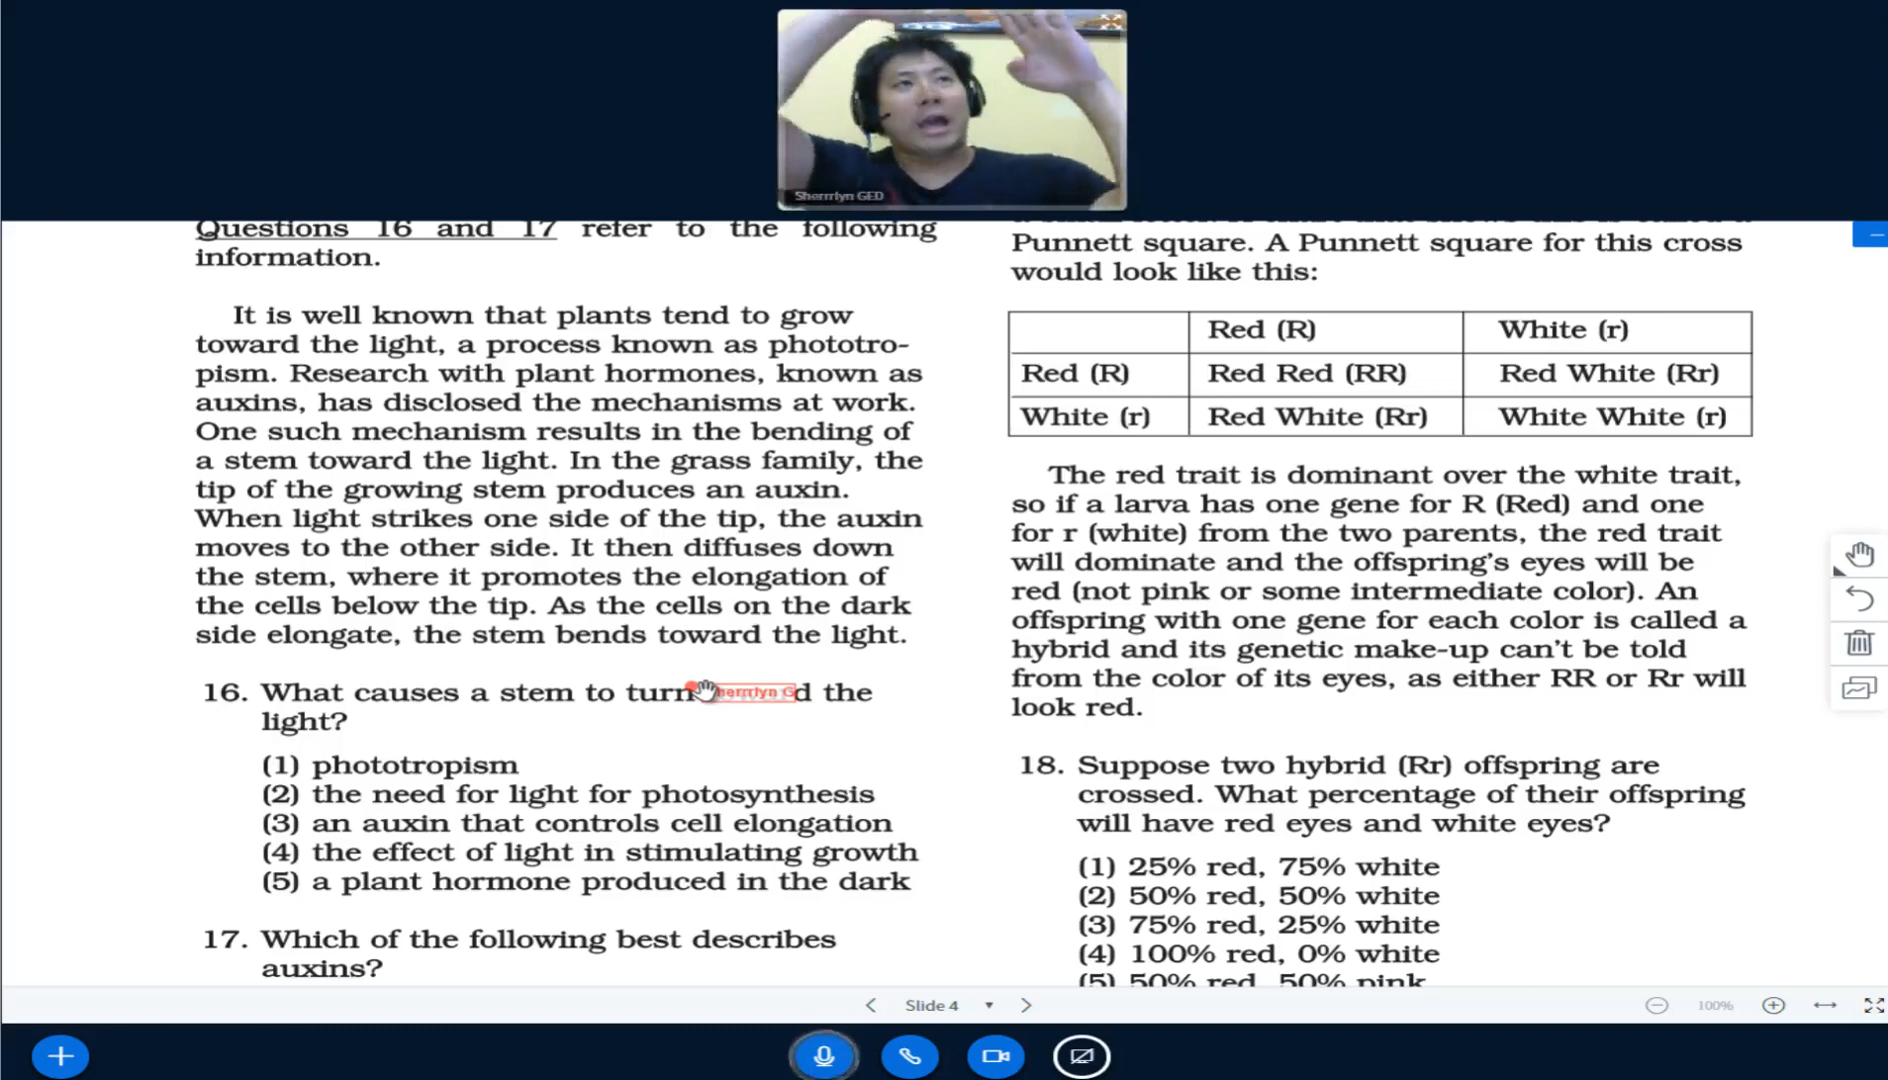 Sherrrlyn GED
Questions 16 and 17 refer to the following
information.
It is well known that plants tend to grow
toward the light, a process known as phototro-
pism. Research with plant hormones, known as
auxins, has disclosed the mechanisms at work.
One such mechanism results in the bending of
a stem toward the light. In the grass family, the
tip of the growing stem produces an auxin.
When light strikes one side of the tip, the auxin
moves to the other side. It then diffuses down
the stem, where it promotes the elongation of
the cells below the tip. As the cells on the dark
side elongate, the stem bends toward the light.
16. What causes a stem to turn herrrlyn G d the
light?
(1) phototropism
(2) the need for light for photosynthesis
(3) an auxin that controls cell elongation
(4) the effect of light in stimulating growth
(5) a plant hormone produced in the dark
17. Which of the following best describes
auxins?
Punnett square. A Punnett square for this cross
would look like this:
Red (R) White (r)
Red (R) Red Red (RR) Red White (Rr)
White (r) Red White (Rr) White White (r)
The red trait is dominant over the white trait,
so if a larva has one gene for R (Red) and one
for r (white) from the two parents, the red trait
will dominate and the offspring's eyes will be
red (not pink or some intermediate color). An
offspring with one gene for each color is called a
hybrid and its genetic make-up can't be told
from the color of its eyes, as either RR or Rr will
look red.
18. Suppose two hybrid (Rr) offspring are
crossed. What percentage of their offspring
will have red eyes and white eyes?
(1) 25% red, 75% white
(2) 50% red, 50% white
(3) 75% red, 25% white
(4) 100% red, 0% white
(5) 50% red, 50% pink
Slide 4
100%